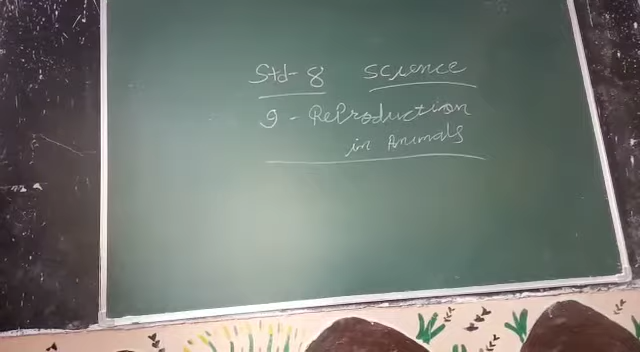 Std-8 Science
9 - Reproduction
in Animals